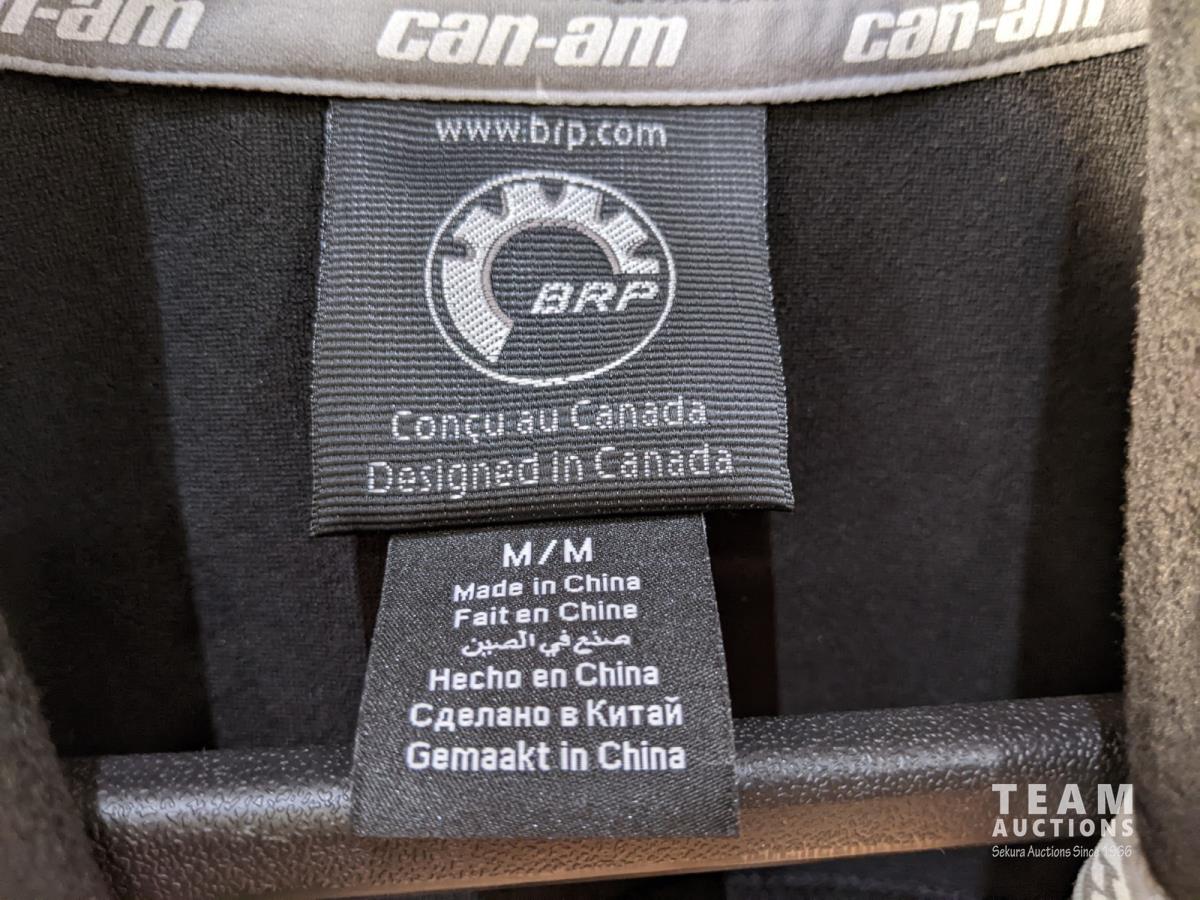 n-am can-am can-am
www.brp.com
BRP
Conçu au Canada
Designed in Canada
M/M
Made in China
Fait en Chine
صنع في الصين
Hecho en China
Сделано в Китай
Gemaakt in China
TEAM
AUCTIONS
Sekura Auctions Since 1966